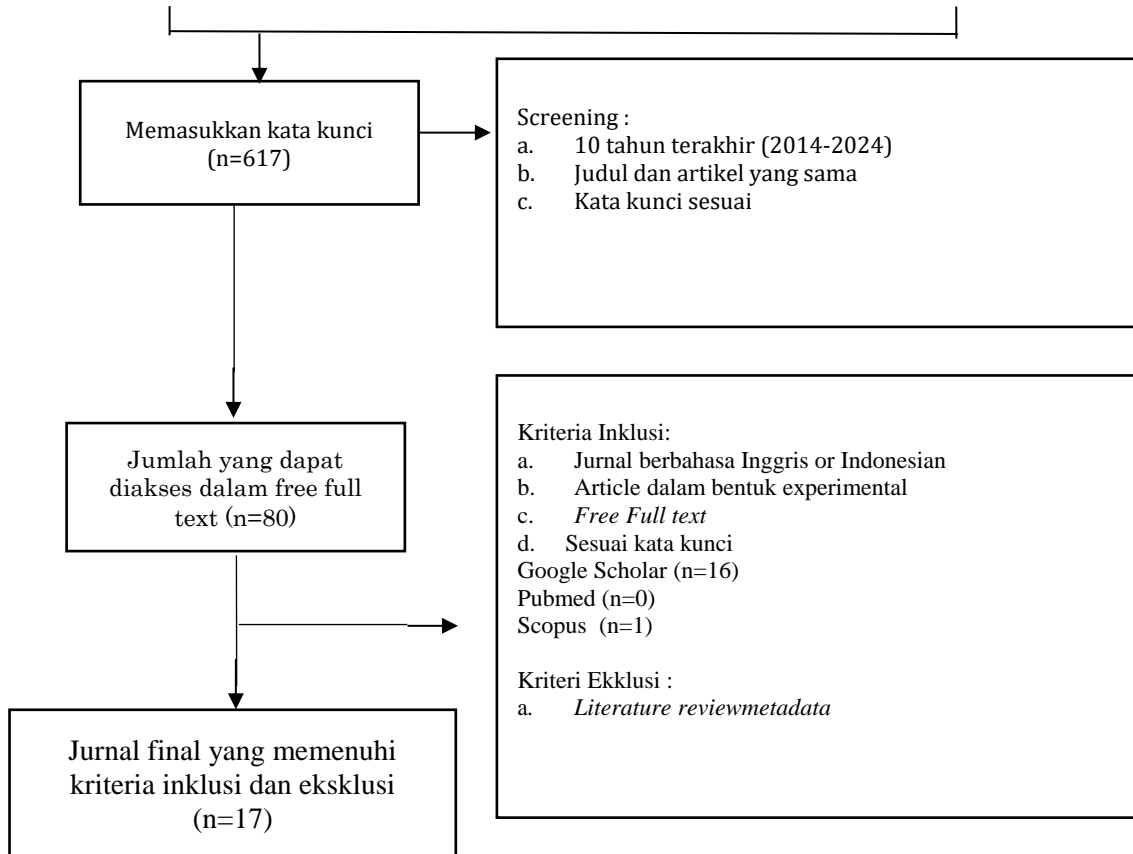 Memasukkan kata kunci
(n=617)
Screening :
a. 10 tahun terakhir (2014-2024)
b. Judul dan artikel yang sama
c. Kata kunci sesuai
Jumlah yang dapat
diakses dalam free full
text (n=80)
Kriteria Inklusi:
a. Jurnal berbahasa Inggris or Indonesian
b. Article dalam bentuk experimental
c. Free Full text
d. Sesuai kata kunci
Google Scholar (n=16)
Pubmed (n=0)
Scopus (n=1)
Kriteri Ekklusi :
a. Literature reviewmetadata
Jurnal final yang memenuhi
kriteria inklusi dan eksklusi
(n=17)